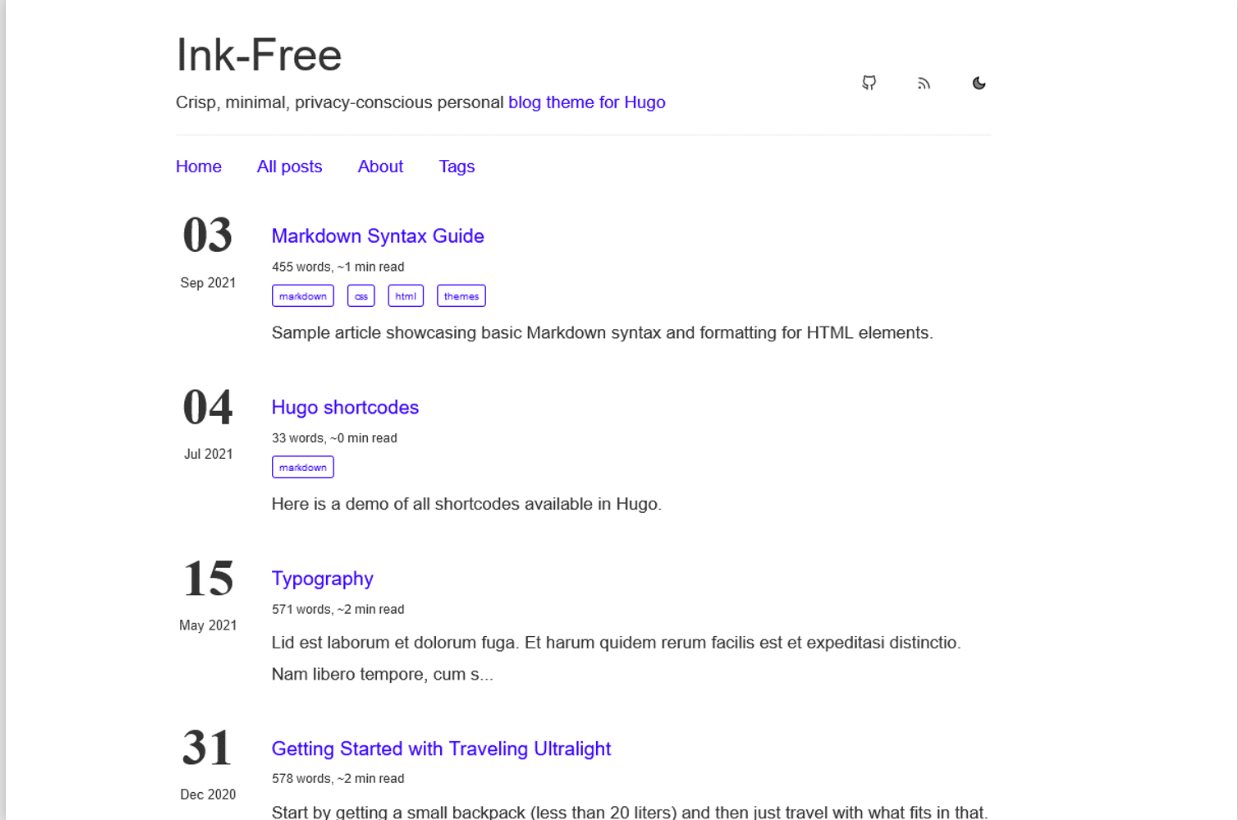 Ink-Free
Crisp, minimal, privacy-conscious personal blog theme for Hugo
Home All posts About Tags
03
Sep 2021
Markdown Syntax Guide
455 words, ~1 min read
markdown css html themes
Sample article showcasing basic Markdown syntax and formatting for HTML elements.
04
Jul 2021
Hugo shortcodes
33 words, ~0 min read
markdown
Here is a demo of all shortcodes available in Hugo.
15
May 2021
Typography
571 words, ~2 min read
Lid est laborum et dolorum fuga. Et harum quidem rerum facilis est et expeditasi distinctio.
Nam libero tempore, cum s...
31
Dec 2020
Getting Started with Traveling Ultralight
578 words, ~2 min read
Start by getting a small backpack (less than 20 liters) and then just travel with what fits in that.